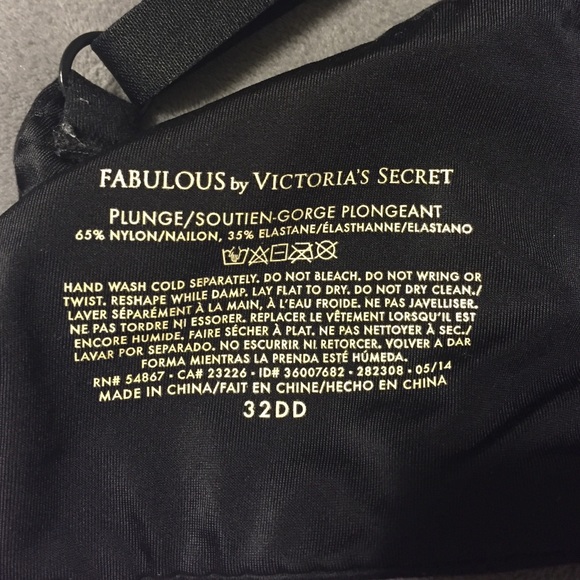 FABULOUS by VICTORIA'S SECRET
PLUNGE/SOUTIEN-GORGE PLONGEANT
65% NYLON/NAILON, 35% ELASTANE/ÉLASTHANNE/ELASTANO
HAND WASH COLD SEPARATELY. DO NOT BLEACH. DO NOT WRING OR
TWIST. RESHAPE WHILE DAMP. LAY FLAT TO DRY. DO NOT DRY CLEAN./
LAVER SÉPARÉMENT À LA MAIN, À L'EAU FROIDE. NE PAS JAVELLISER.
NE PAS TORDRE NI ESSORER. REPLACER LE VÊTEMENT LORSQU'IL EST
ENCORE HUMIDE. FAIRE SÉCHER À PLAT. NE PAS NETTOYER À SEC./
LAVAR POR SEPARADO. NO ESCURRIR NI RETORCER. VOLVER A DAR
FORMA MIENTRAS LA PRENDA ESTÉ HÚMEDA.
RN# 54867 • CA# 23226 • ID# 36007682 - 282308 • 05/14
MADE IN CHINA/FAIT EN CHINE/HECHO EN CHINA
32DD